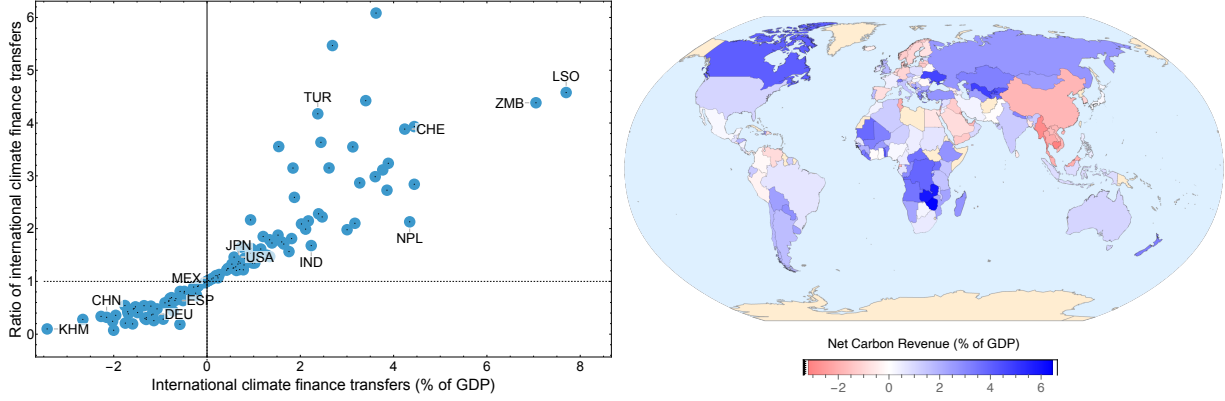 Ratio of international climate finance transfers
6
5
4
3
2
1
0
LSO
ZMB
TUR
CHE
NPL
JPN
USA
IND
MEX
CHN
ESP
DEU
KHM
−2
0
2
4
6
8
International climate finance transfers (% of GDP)
Net Carbon Revenue (% of GDP)
−2
0
2
4
6